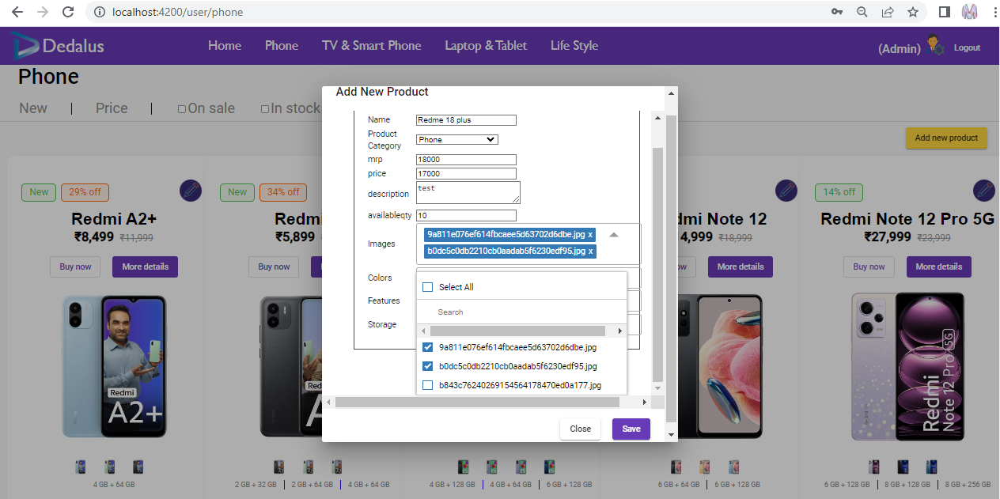 localhost:4200/user/phone
Dedalus Home Phone TV & Smart Phone Laptop & Tablet Life Style (Admin) Logout
Phone
New | Price | On sale In stock
Add new product
Add New Product
Name Redme 18 plus
Product Category Phone
mrp 18000
price 17000
description test
availableqty 10
Images 9a811e076ef614fbcaee5d63702d6dbe.jpg x
b0dc5c0db2210cb0aadab5f6230edf95.jpg x
Colors
Features
Storage
Select All
Search
9a811e076ef614fbcaee5d63702d6dbe.jpg
b0dc5c0db2210cb0aadab5f6230edf95.jpg
b843c76240269154564178470ed0a177.jpg
Close Save
New 29% off
Redmi A2+
₹8,499 ₹11,999
Buy now More details
Redmi
A2+
4 GB + 64 GB
New 34% off
Redm
₹5,899
Buy now
Red
A
2 GB + 32 GB | 2 GB + 64 GB | 4 GB + 64 GB
4 GB + 128 GB | 4 GB + 64 GB | 6 GB + 128 GB
dmi Note 12
4,999 ₹18,999
ow More details
6 GB + 64 GB | 6 GB + 128 GB
14% off
Redmi Note 12 Pro 5G
₹27,999 ₹23,999
Buy now More details
Redmi
Note 12 Pro 5G
6 GB + 128 GB | 8 GB + 128 GB | 8 GB + 256 GB